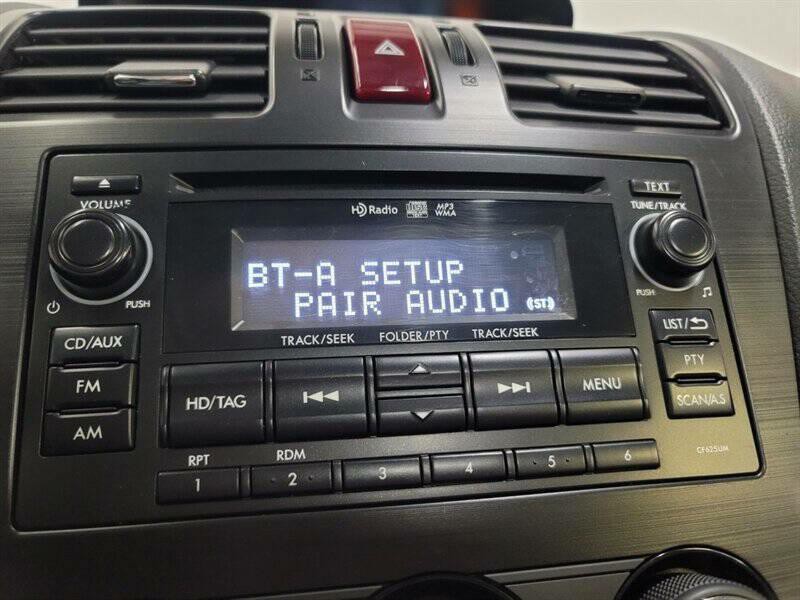 TEXT
VOLUME
TUNE/TRACK
HD Radio
MP3
WMA
BT-A SETUP
PAIR AUDIO (ST)
PUSH
PUSH
TRACK/SEEK FOLDER/PTY TRACK/SEEK
CD/AUX
LIST/
FM
HD/TAG
MENU
PTY
AM
SCAN/A.S
RPT
RDM
1
2
3
4
5
6
CF625UM